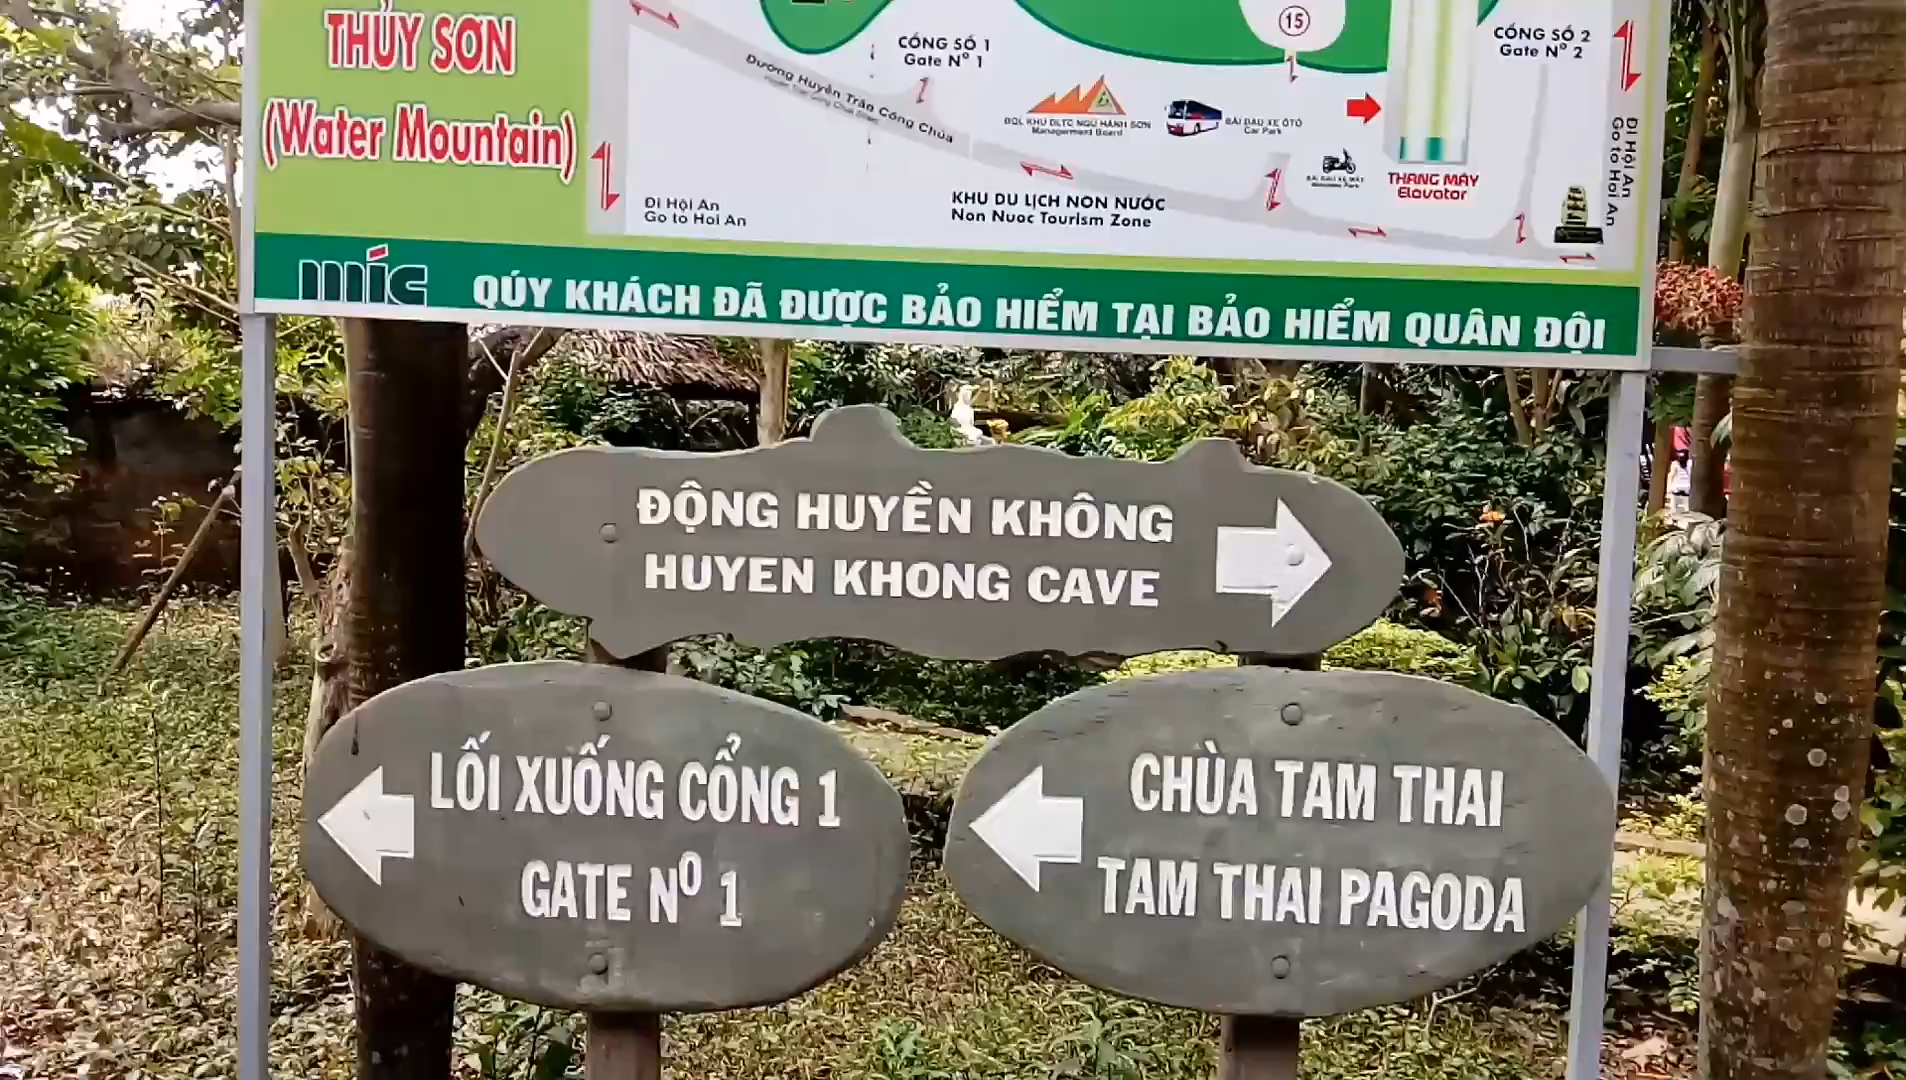 THỦY SƠN
(Water Mountain)
15
CỔNG SỐ 1
Gate Nº 1
CỔNG SỐ 2
Gate Nº 2
Đường Huyền Trân Công Chúa
BQL KHU DLTC NGŨ HÀNH SƠN
Management Board
BÃI ĐẬU XE ÔTÔ
Car Park
THANG MÁY
Elavator
Đi Hội An
Go to Hoi An
Đi Hội An
Go to Hoi An
KHU DU LỊCH NON NƯỚC
Non Nuoc Tourism Zone
mic
QÚY KHÁCH ĐÃ ĐƯỢC BẢO HIỂM TẠI BẢO HIỂM QUÂN ĐỘI
ĐỘNG HUYỀN KHÔNG
HUYEN KHONG CAVE
LỐI XUỐNG CỔNG 1
GATE Nº 1
CHÙA TAM THAI
TAM THAI PAGODA